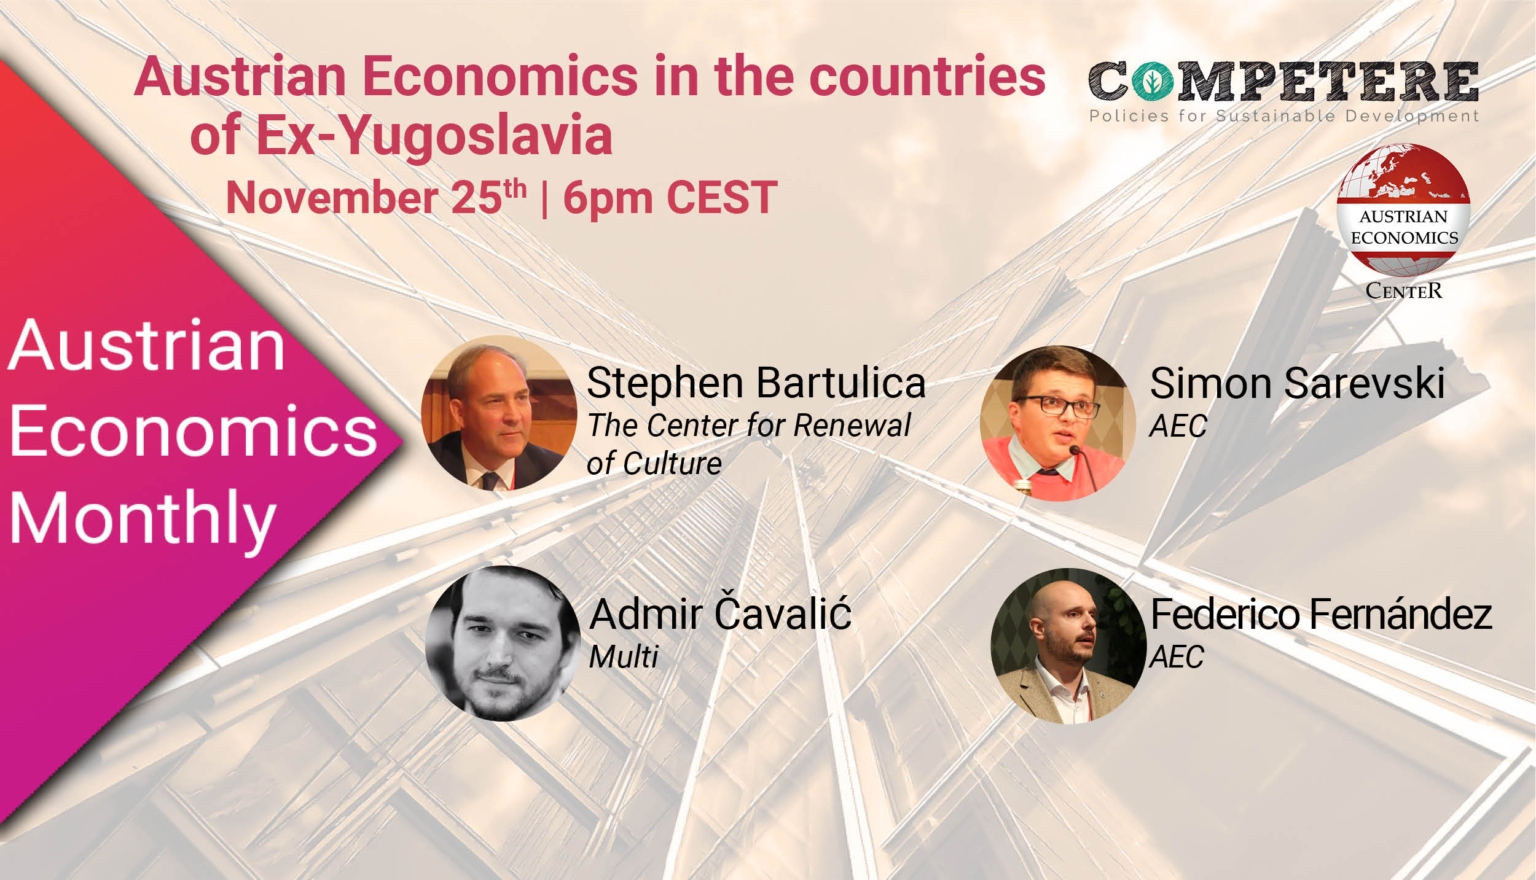 Austrian Economics in the countries
of Ex-Yugoslavia
November 25th | 6pm CEST
COMPETERE
Policies for Sustainable Development
AUSTRIAN
ECONOMICS
CENTER
Austrian
Economics
Monthly
Stephen Bartulica
The Center for Renewal
of Culture
Simon Sarevski
AEC
Admir Čavalić
Multi
Federico Fernández
AEC